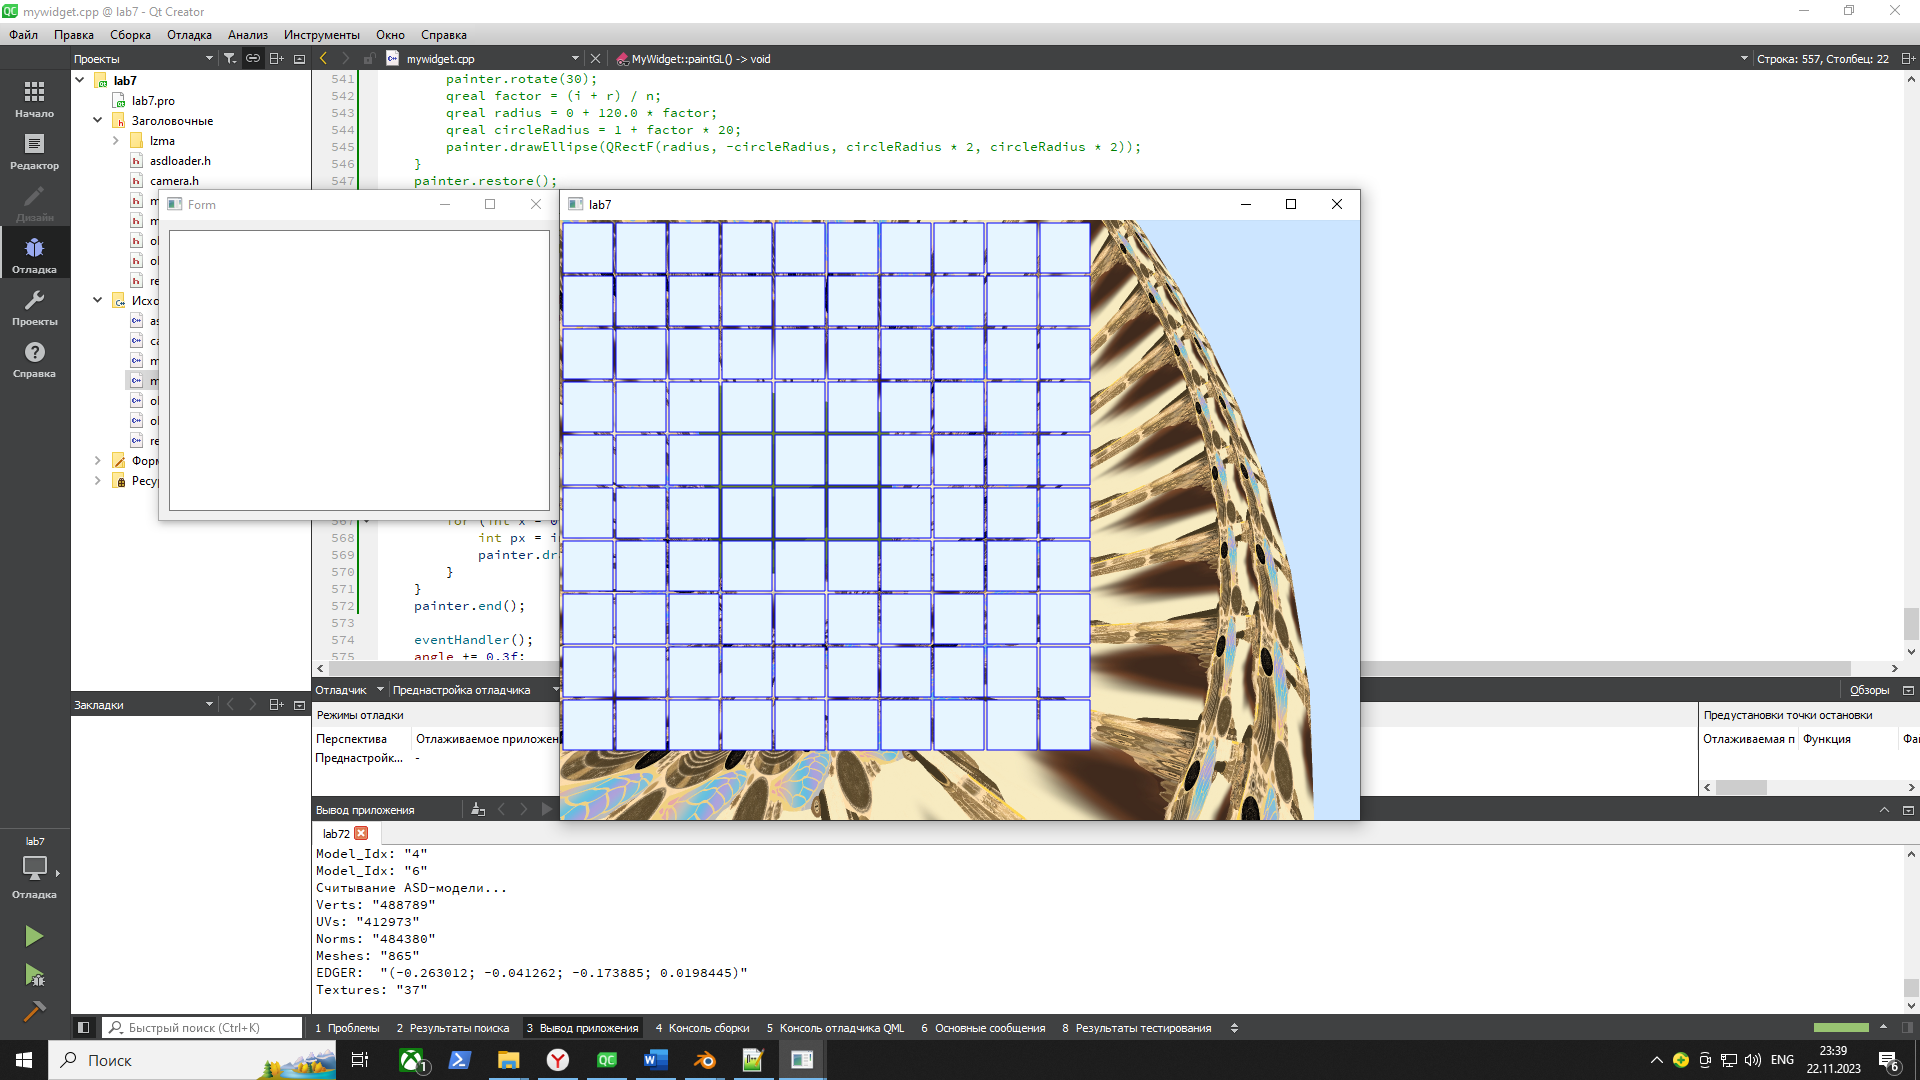 mywidget.cpp @ lab7 - Qt Creator
Файл Правка Сборка Отладка Анализ Инструменты Окно Справка
Проекты
mywidget.cpp
MyWidget::paintGL() -> void
Строка: 557, Столбец: 22
Начало
Редактор
Дизайн
Отладка
Проекты
Справка
lab7
lab7.pro
Заголовочные
lzma
asdloader.h
camera.h
Исхо
Форм
Ресу
541 painter.rotate(30);
542 qreal factor = (i + r) / n;
543 qreal radius = 0 + 120.0 * factor;
544 qreal circleRadius = 1 + factor * 20;
545 painter.drawEllipse(QRectF(radius, -circleRadius, circleRadius * 2, circleRadius * 2));
546 }
547 painter.restore();
Form
lab7
567 for (int x = 0
568 int px = i
569 painter.dr
570 }
571 }
572 painter.end();
573
574 eventHandler();
575 angle += 0.3f;
Отладчик
Преднастройка отладчика
Обзоры
Закладки
Режимы отладки
Перспектива Отлаживаемое приложен
Преднастройк... -
Предустановки точки остановки
Отлаживаемая п Функция Фа
Вывод приложения
lab72
Model_Idx: "4"
Model_Idx: "6"
Считывание ASD-модели...
Verts: "488789"
UVs: "412973"
Norms: "484380"
Meshes: "865"
EDGER: "(-0.263012; -0.041262; -0.173885; 0.0198445)"
Textures: "37"
lab7
Отладка
Быстрый поиск (Ctrl+K)
1 Проблемы 2 Результаты поиска 3 Вывод приложения 4 Консоль сборки 5 Консоль отладчика QML 6 Основные сообщения 8 Результаты тестирования
Поиск
1
ENG
23:39
22.11.2023
6